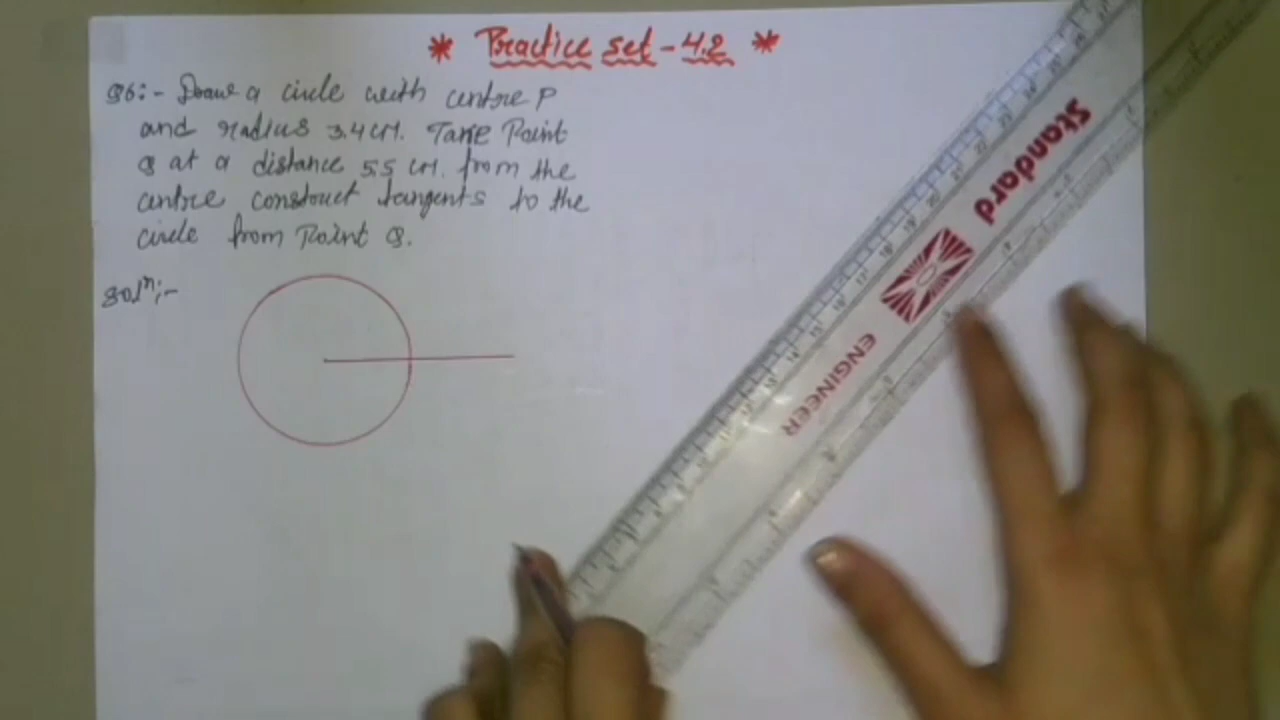 * Practice set - 4.2 *
Q6:- Draw a circle with centre P
and radius 3.4 cm. Take Point
Q at a distance 5.5 cm. from the
centre construct tangents to the
circle from Point Q.
Solⁿ:-
Standard
ENGINEER